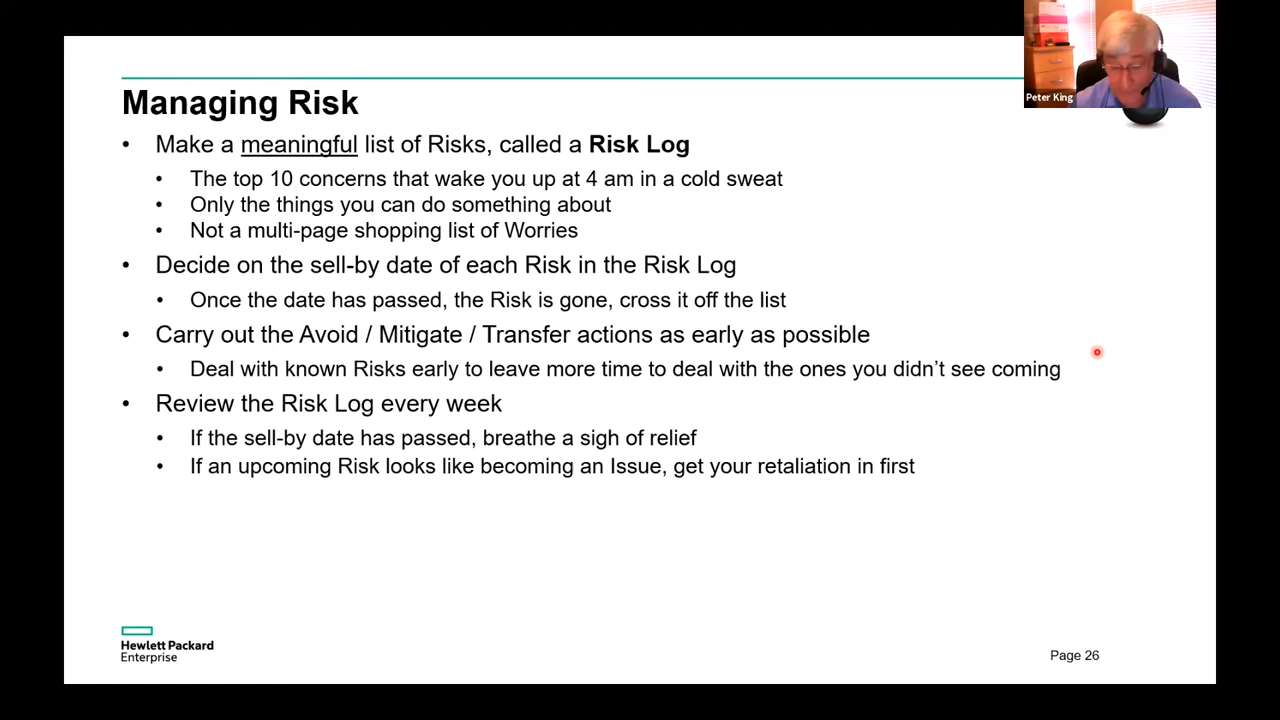 Peter King
Managing Risk
• Make a meaningful list of Risks, called a Risk Log
• The top 10 concerns that wake you up at 4 am in a cold sweat
• Only the things you can do something about
• Not a multi-page shopping list of Worries
• Decide on the sell-by date of each Risk in the Risk Log
• Once the date has passed, the Risk is gone, cross it off the list
• Carry out the Avoid / Mitigate / Transfer actions as early as possible
• Deal with known Risks early to leave more time to deal with the ones you didn’t see coming
• Review the Risk Log every week
• If the sell-by date has passed, breathe a sigh of relief
• If an upcoming Risk looks like becoming an Issue, get your retaliation in first
Hewlett Packard
Enterprise
Page 26